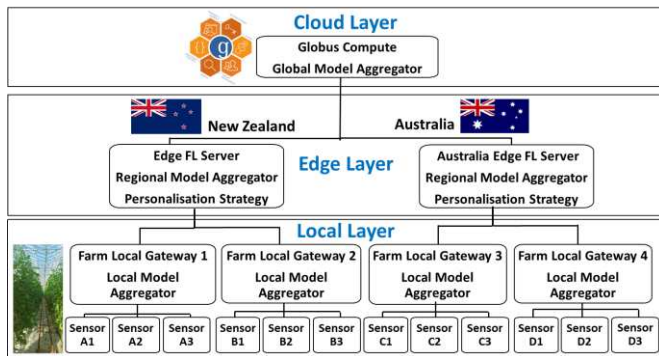 Cloud Layer
g
Globus Compute
Global Model Aggregator
New Zealand
Australia
Edge Layer
Edge FL Server
Regional Model Aggregator
Personalisation Strategy
Australia Edge FL Server
Regional Model Aggregator
Personalisation Strategy
Local Layer
Farm Local Gateway 1
Local Model
Aggregator
Farm Local Gateway 2
Local Model
Aggregator
Farm Local Gateway 3
Local Model
Aggregator
Farm Local Gateway 4
Local Model
Aggregator
Sensor
A1
Sensor
A2
Sensor
A3
Sensor
B1
Sensor
B2
Sensor
B3
Sensor
C1
Sensor
C2
Sensor
C3
Sensor
D1
Sensor
D2
Sensor
D3